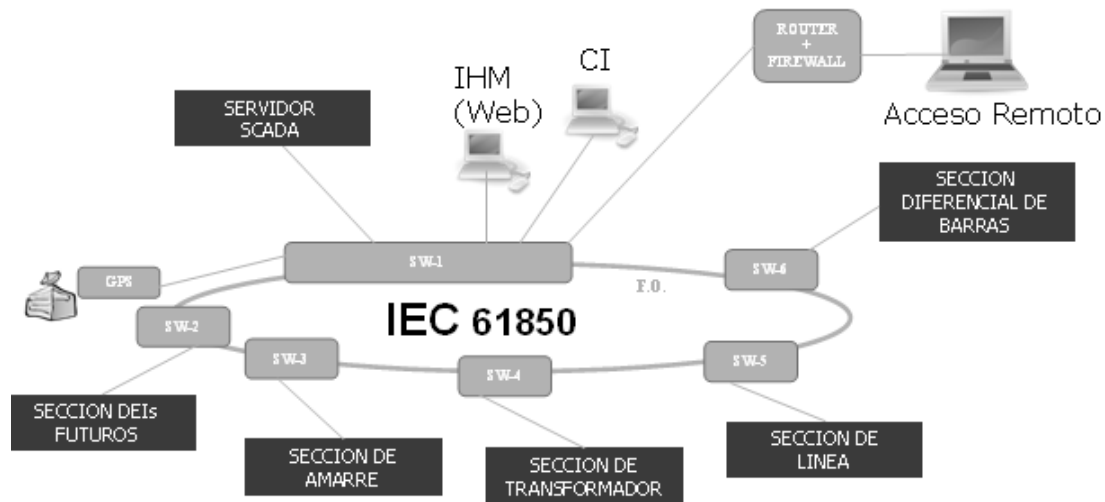 ROUTER
+
FIREWALL
CI
IHM
(Web)
Acceso Remoto
SERVIDOR
SCADA
SECCION
DIFERENCIAL DE
BARRAS
SW-1
SW-6
GPS
F.O.
IEC 61850
SW-2
SW-3
SW-4
SW-5
SECCION DEIs
FUTUROS
SECCION DE
AMARRE
SECCION DE
TRANSFORMADOR
SECCION DE
LINEA